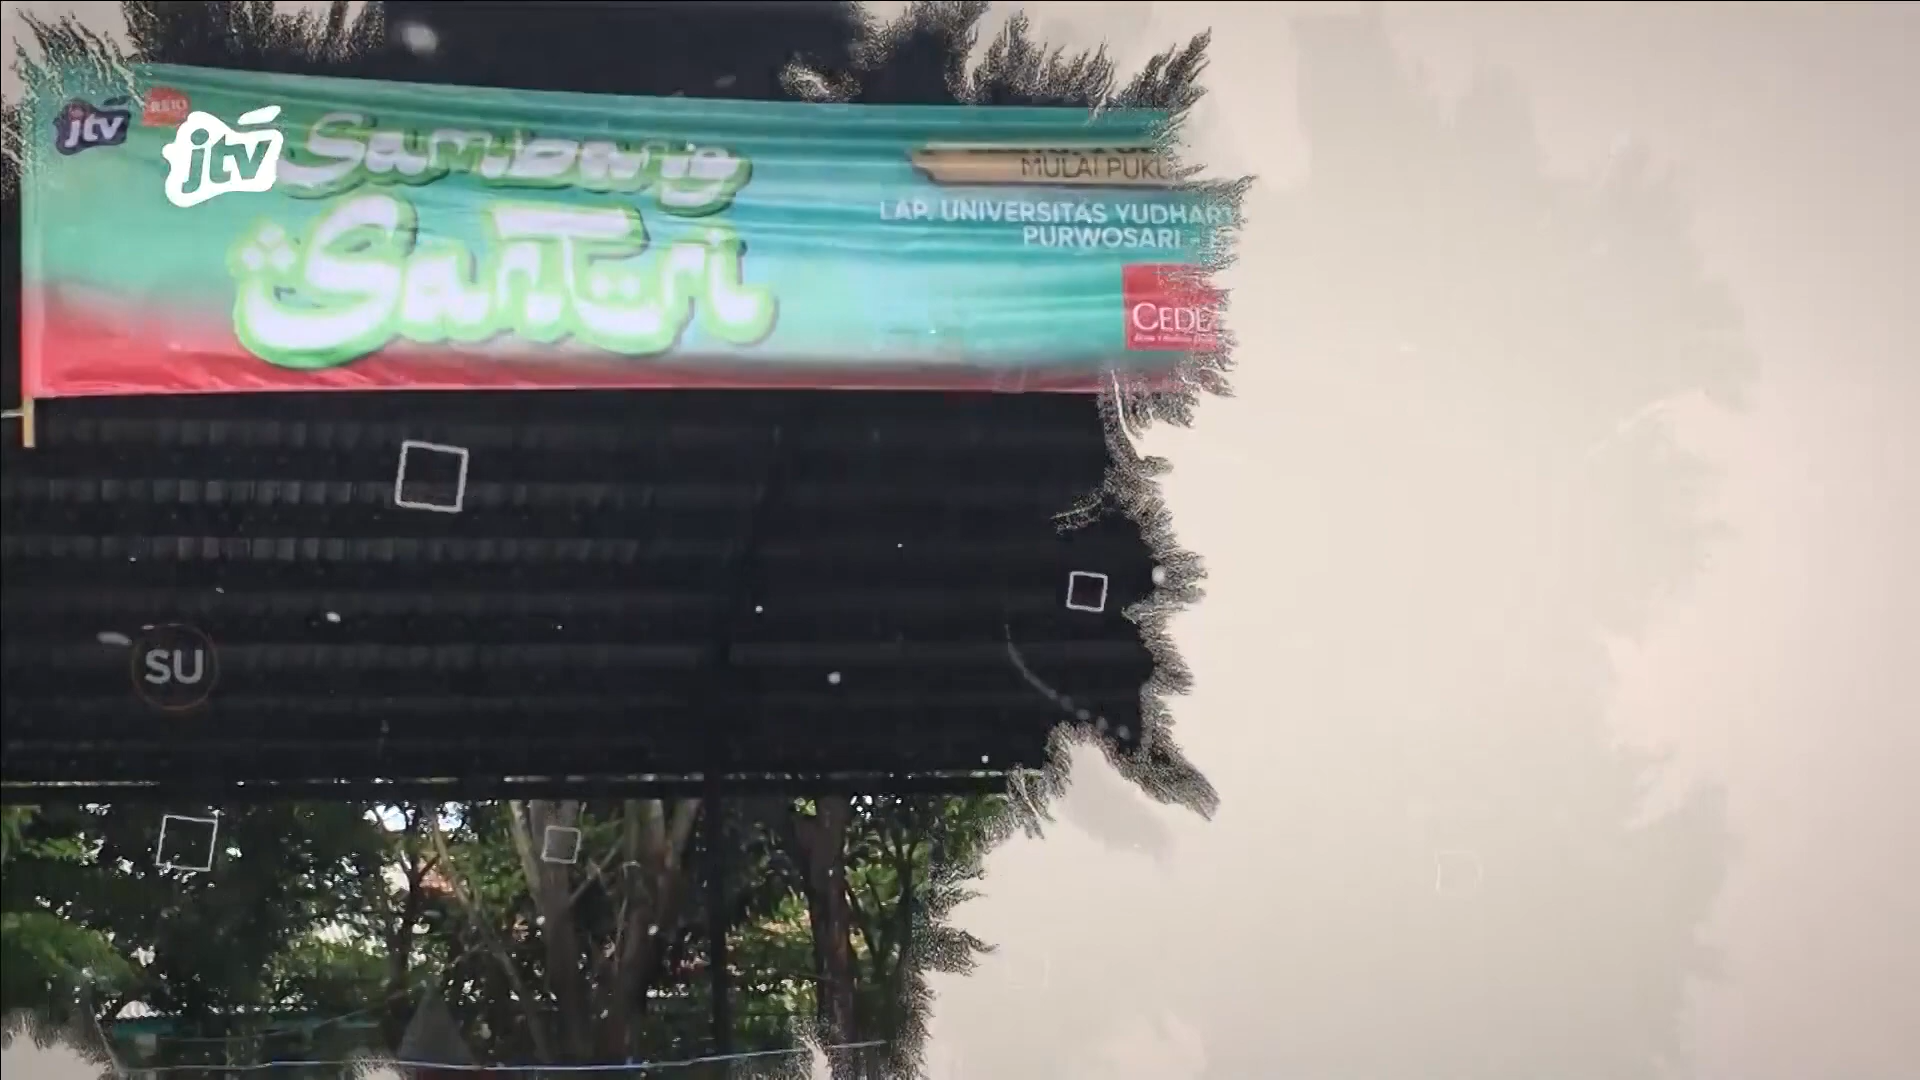 jtv
jtv
Sambang
Santri
MULAI PUKU
LAP. UNIVERSITAS YUDHAR
PURWOSARI -
CEDE
SU